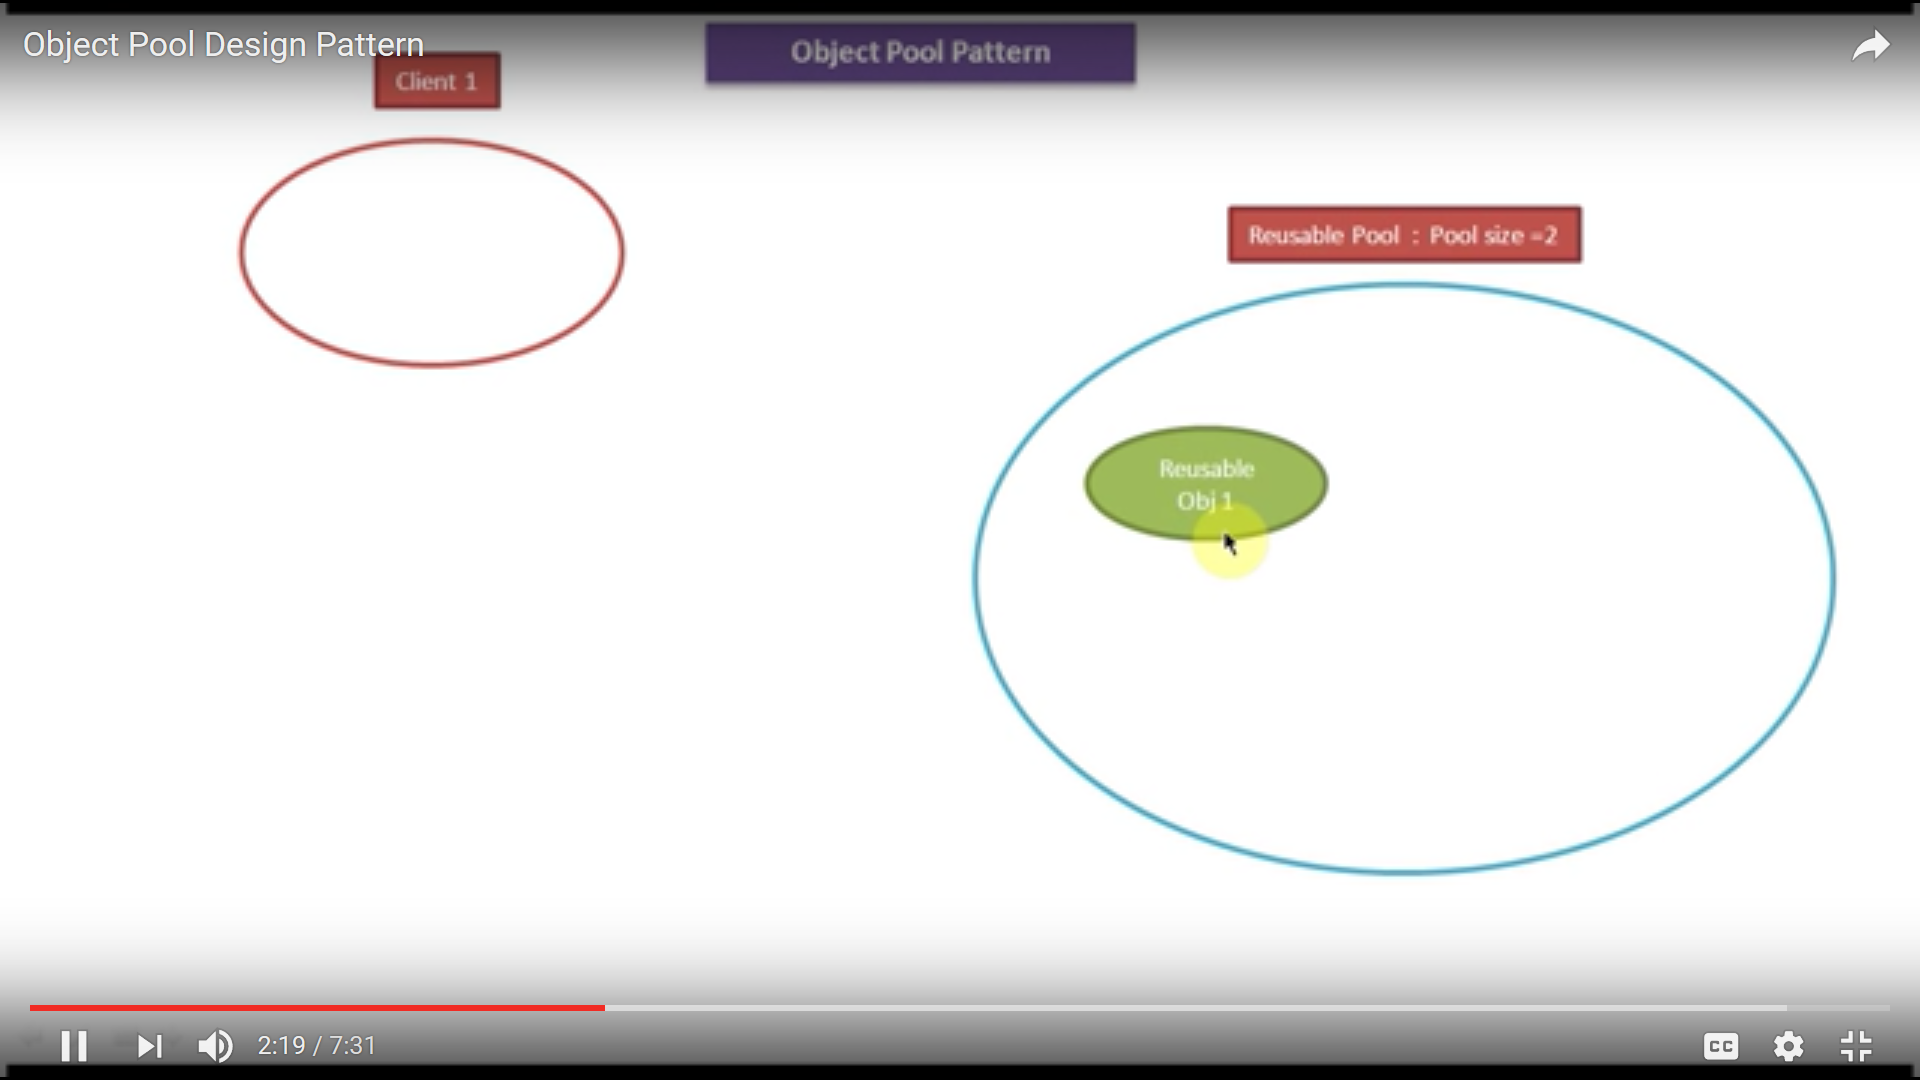 Object Pool Design Pattern
Object Pool Pattern
Client 1
Reusable Pool : Pool size =2
Reusable
Obj 1
2:19 / 7:31
CC